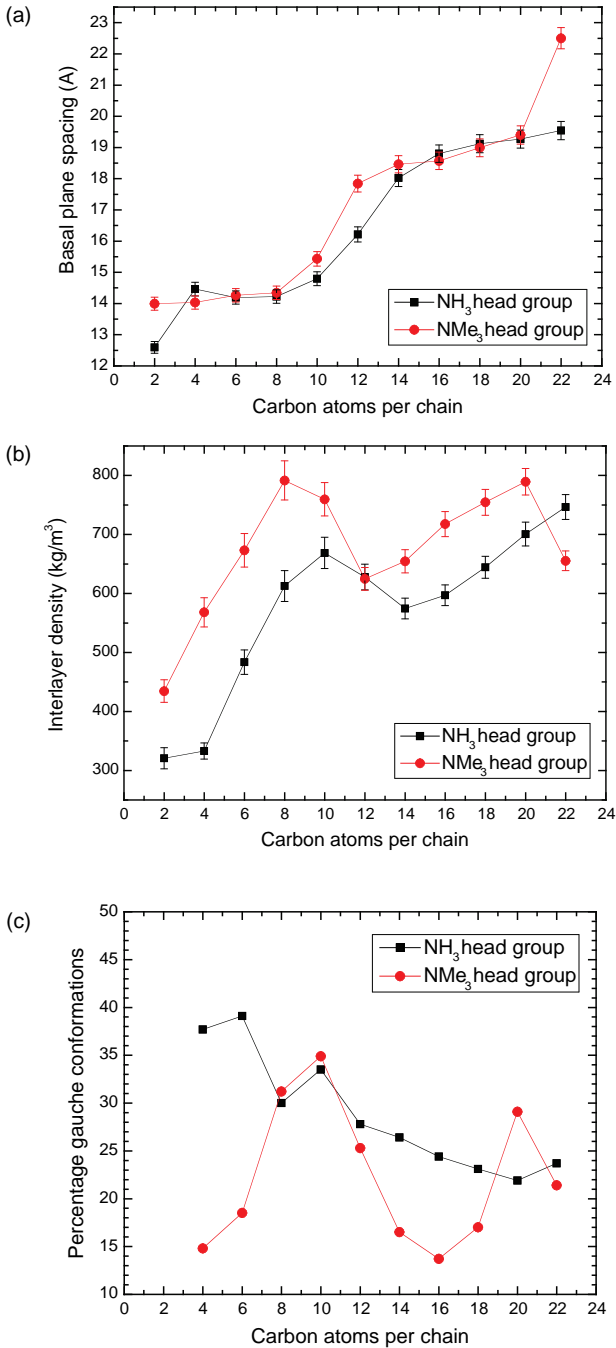 (a)
23
22
21
20
19
18
17
16
15
14
13
12
Basal plane spacing (A)
NH3 head group
NMe3 head group
0 2 4 6 8 10 12 14 16 18 20 22 24
Carbon atoms per chain
(b)
800
700
600
500
400
300
Interlayer density (kg/m³)
NH3 head group
NMe3 head group
0 2 4 6 8 10 12 14 16 18 20 22 24
Carbon atoms per chain
(c)
50
45
40
35
30
25
20
15
10
5
0
Percentage gauche conformations
NH3 head group
NMe3 head group
0 2 4 6 8 10 12 14 16 18 20 22 24
Carbon atoms per chain